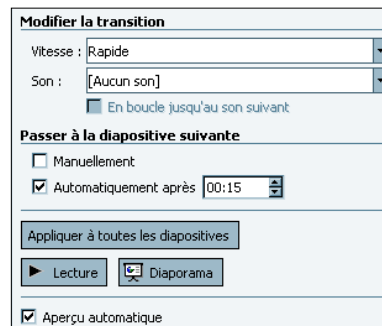 Modifier la transition
Vitesse : Rapide
Son : [Aucun son]
En boucle jusqu'au son suivant
Passer à la diapositive suivante
Manuellement
Automatiquement après 00:15
Appliquer à toutes les diapositives
Lecture Diaporama
Aperçu automatique